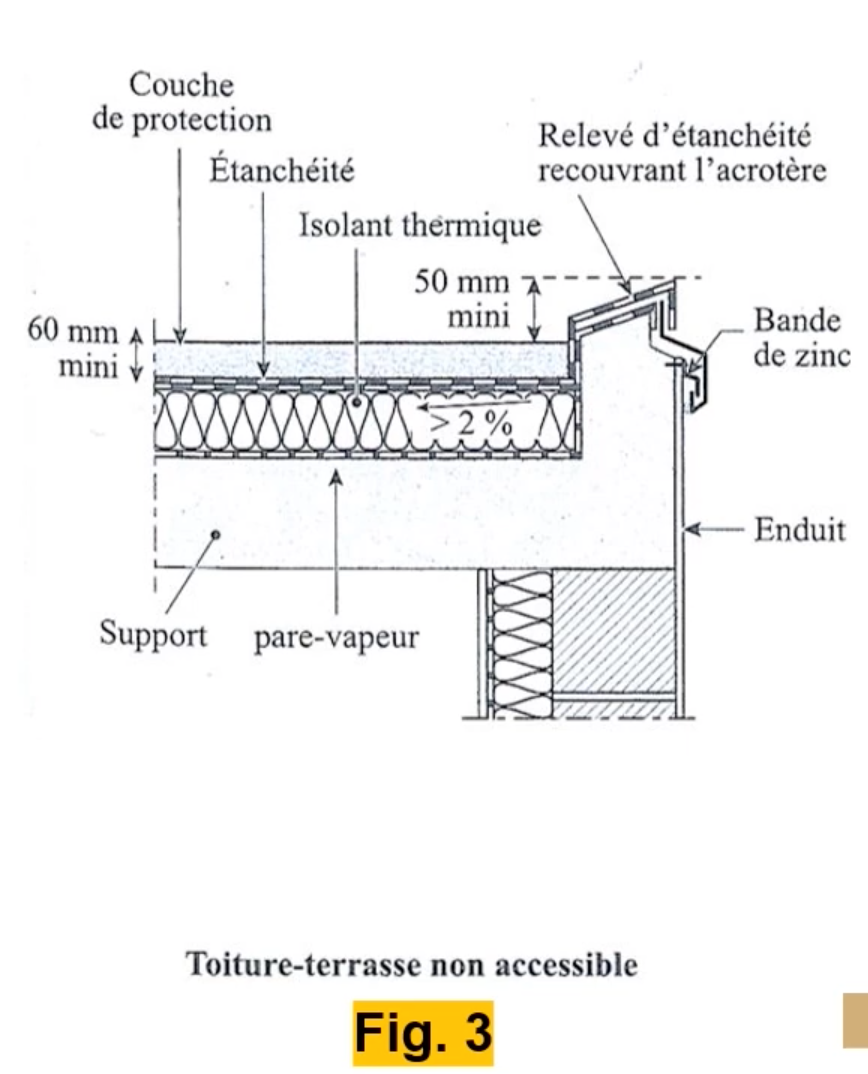 Couche
de protection
Étanchéité
Isolant thermique
Relevé d'étanchéité
recouvrant l'acrotère
50 mm
mini
60 mm
mini
Bande
de zinc
> 2 %
Enduit
Support
pare-vapeur
Toiture-terrasse non accessible
Fig. 3